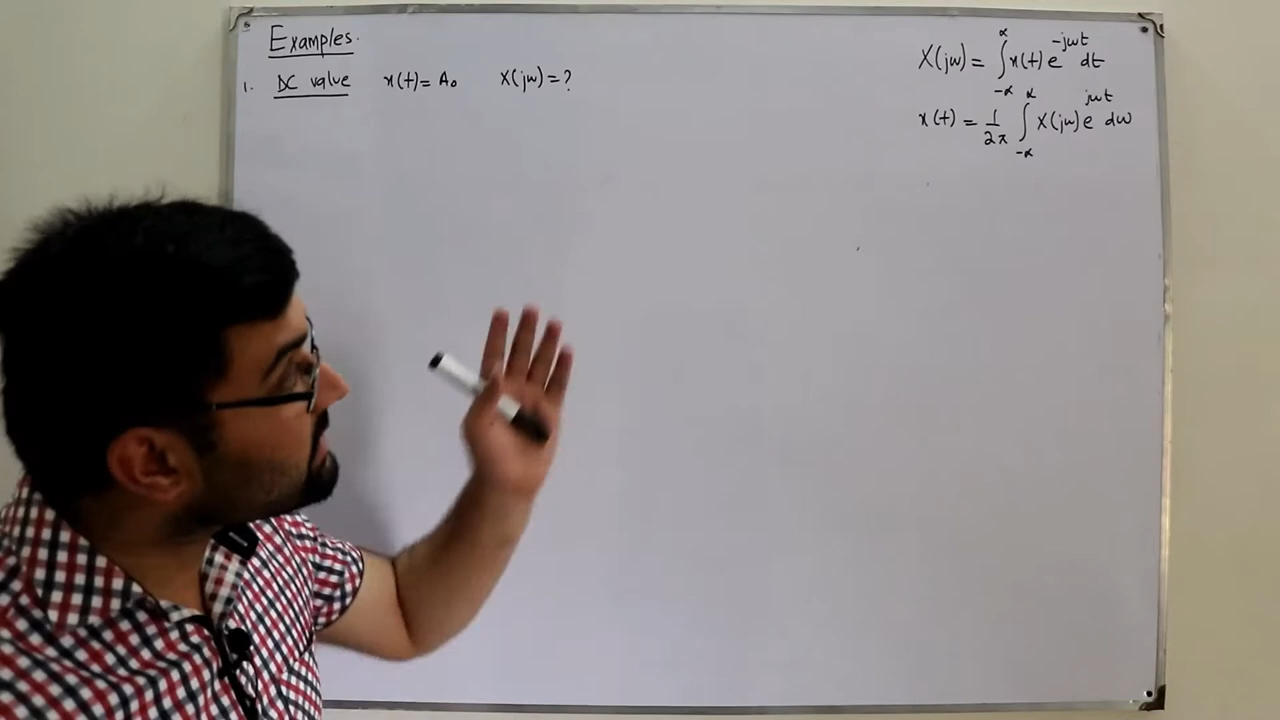 Examples.
1. DC value x(t) = A₀ X(jω) = ?
X(jω) = ∫_{-∝}^{∝} x(t) e^{-jωt} dt
x(t) = 1/2π ∫_{-∝}^{∝} X(jω) e^{jωt} dω